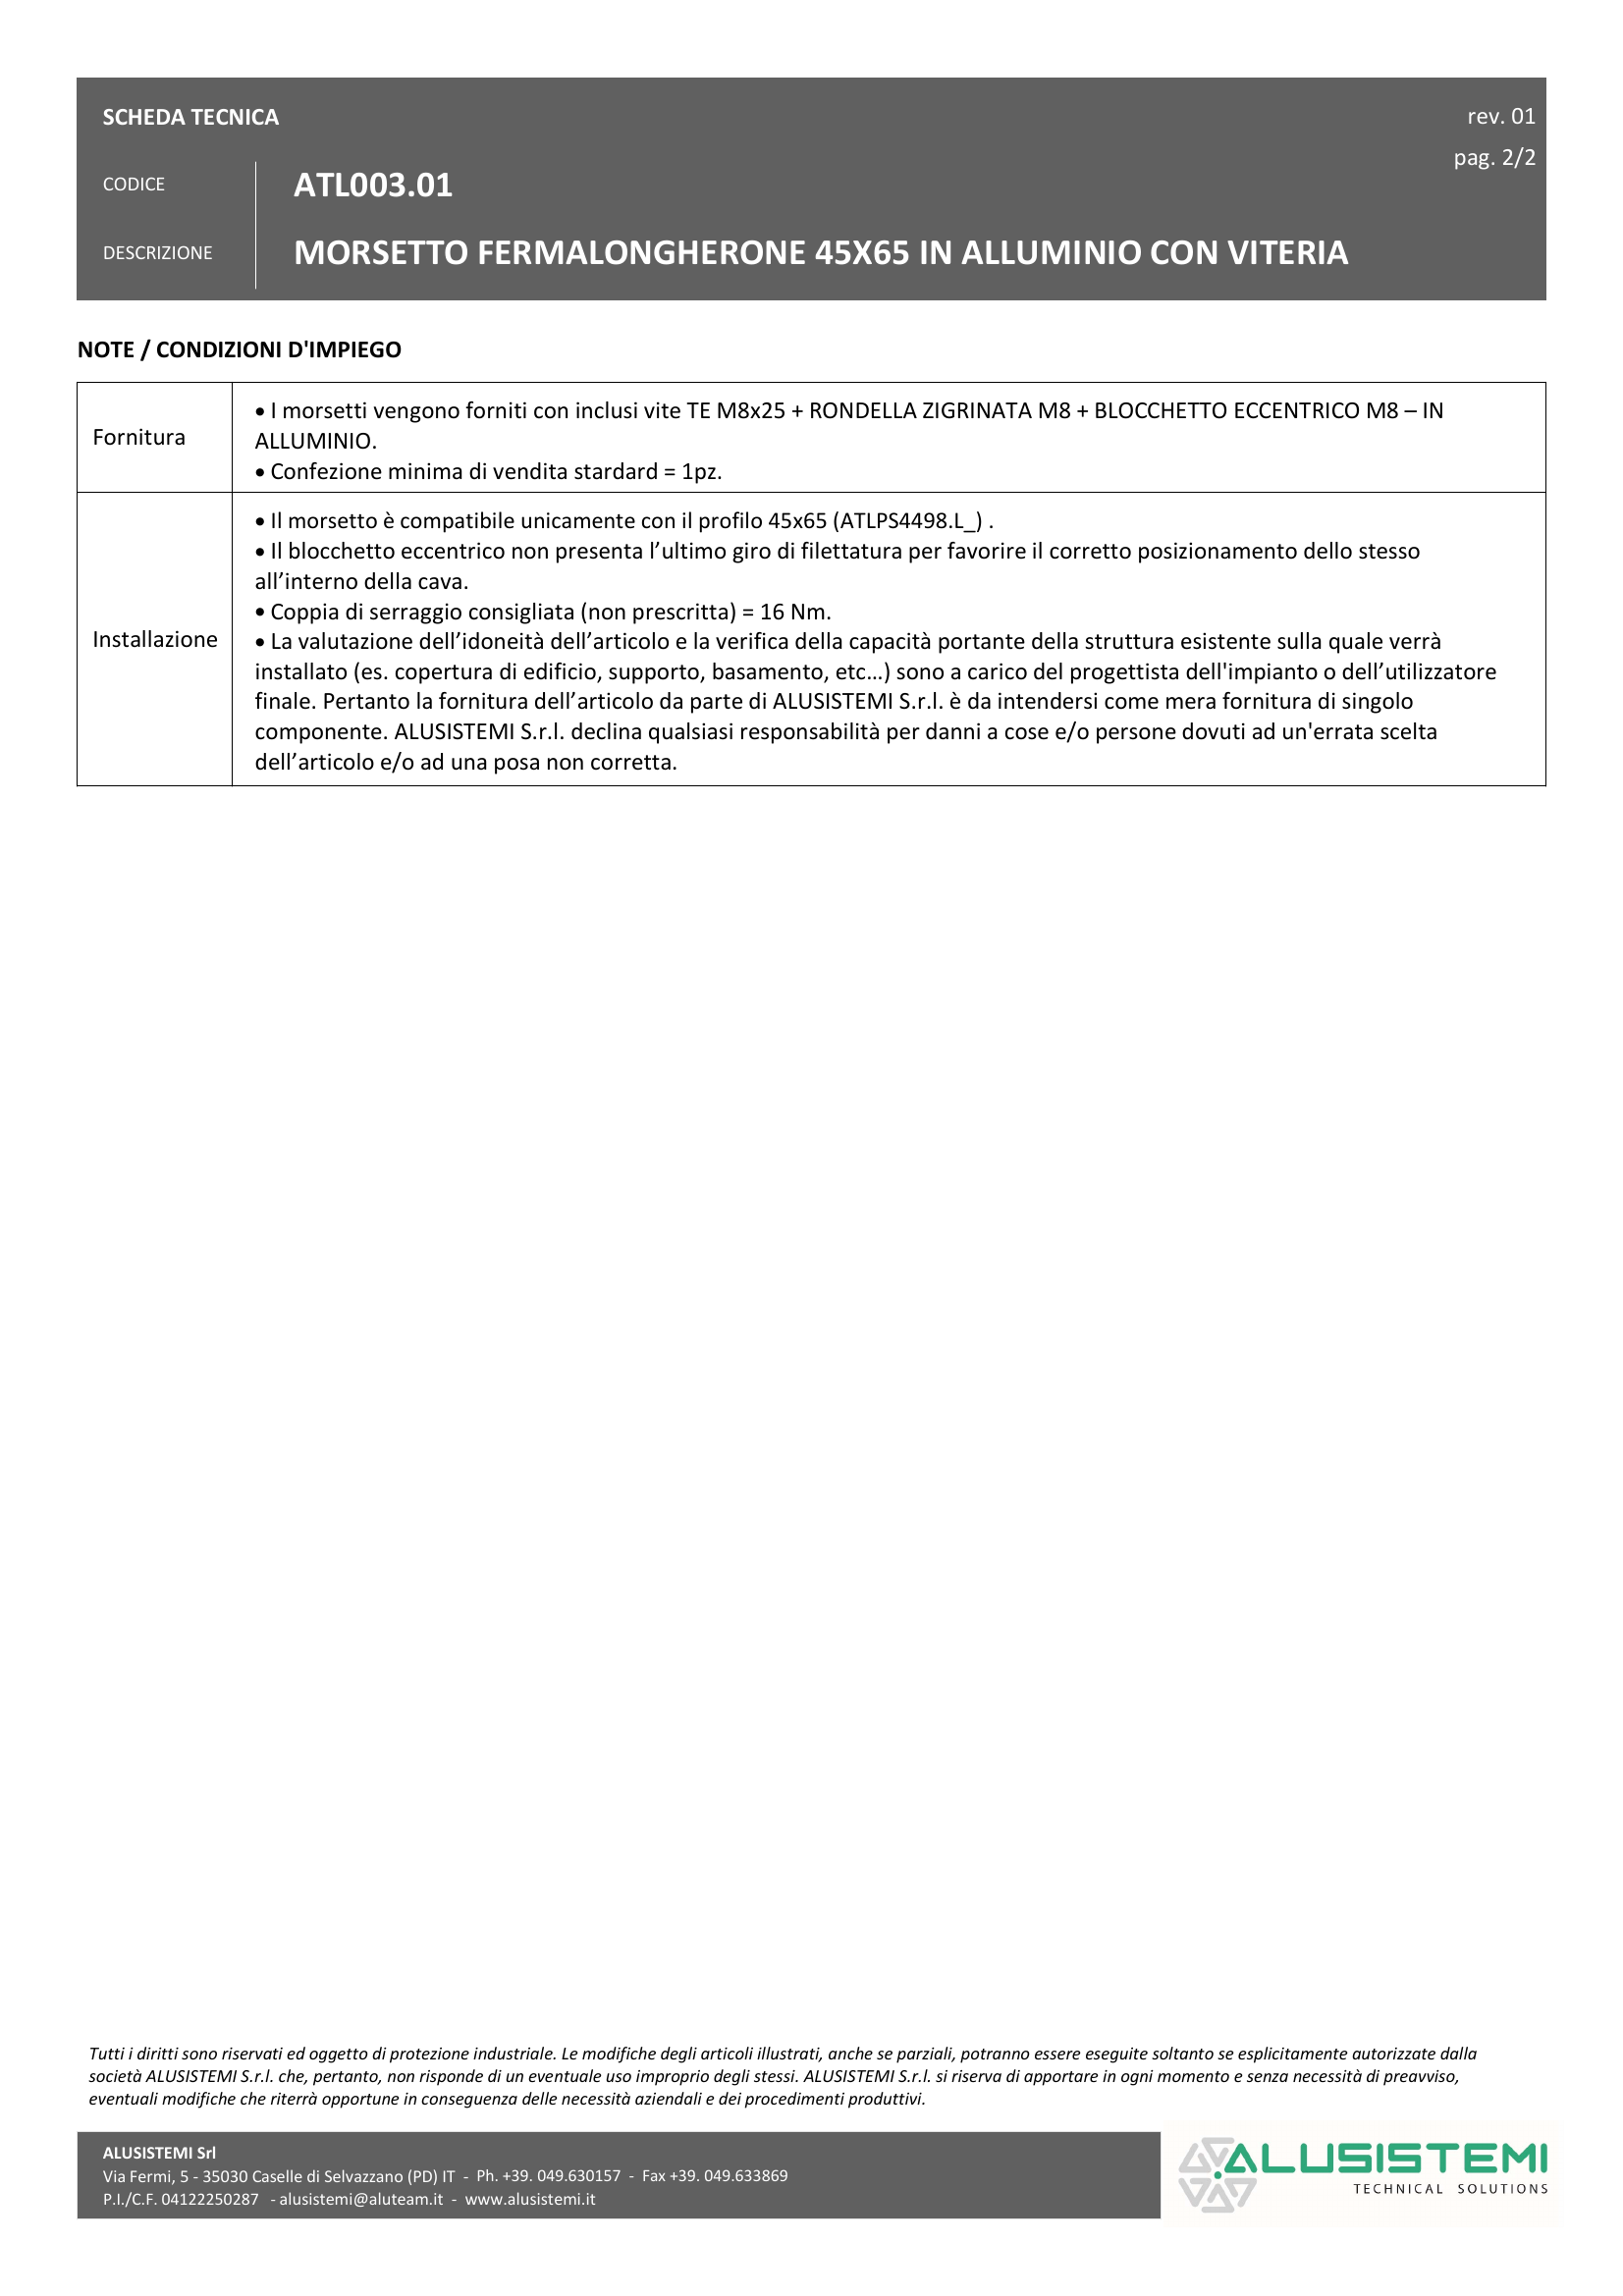 SCHEDA TECNICA
rev. 01
pag. 2/2
CODICE
ATL003.01
DESCRIZIONE
MORSETTO FERMALONGHERONE 45X65 IN ALLUMINIO CON VITERIA
NOTE / CONDIZIONI D'IMPIEGO
Fornitura
• I morsetti vengono forniti con inclusi vite TE M8x25 + RONDELLA ZIGRINATA M8 + BLOCCHETTO ECCENTRICO M8 – IN
ALLUMINIO.
• Confezione minima di vendita stardard = 1pz.
Installazione
• Il morsetto è compatibile unicamente con il profilo 45x65 (ATLPS4498.L_) .
• Il blocchetto eccentrico non presenta l’ultimo giro di filettatura per favorire il corretto posizionamento dello stesso
all’interno della cava.
• Coppia di serraggio consigliata (non prescritta) = 16 Nm.
• La valutazione dell’idoneità dell’articolo e la verifica della capacità portante della struttura esistente sulla quale verrà
installato (es. copertura di edificio, supporto, basamento, etc…) sono a carico del progettista dell'impianto o dell’utilizzatore
finale. Pertanto la fornitura dell’articolo da parte di ALUSISTEMI S.r.l. è da intendersi come mera fornitura di singolo
componente. ALUSISTEMI S.r.l. declina qualsiasi responsabilità per danni a cose e/o persone dovuti ad un'errata scelta
dell’articolo e/o ad una posa non corretta.
Tutti i diritti sono riservati ed oggetto di protezione industriale. Le modifiche degli articoli illustrati, anche se parziali, potranno essere eseguite soltanto se esplicitamente autorizzate dalla
società ALUSISTEMI S.r.l. che, pertanto, non risponde di un eventuale uso improprio degli stessi. ALUSISTEMI S.r.l. si riserva di apportare in ogni momento e senza necessità di preavviso,
eventuali modifiche che riterrà opportune in conseguenza delle necessità aziendali e dei procedimenti produttivi.
ALUSISTEMI Srl
Via Fermi, 5 - 35030 Caselle di Selvazzano (PD) IT - Ph. +39. 049.630157 - Fax +39. 049.633869
P.I./C.F. 04122250287 - alusistemi@aluteam.it - www.alusistemi.it
ALUSISTEMI
TECHNICAL SOLUTIONS